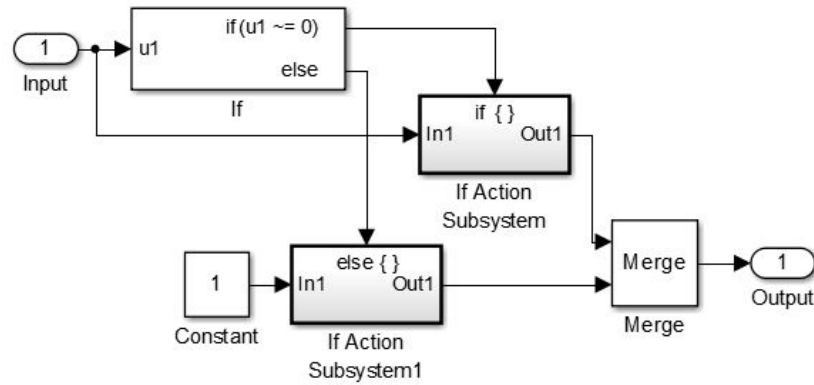 1
Input
u1
if(u1 ~= 0)
else
If
if { }
In1
Out1
If Action
Subsystem
1
Constant
else { }
In1
Out1
If Action
Subsystem1
Merge
Merge
1
Output